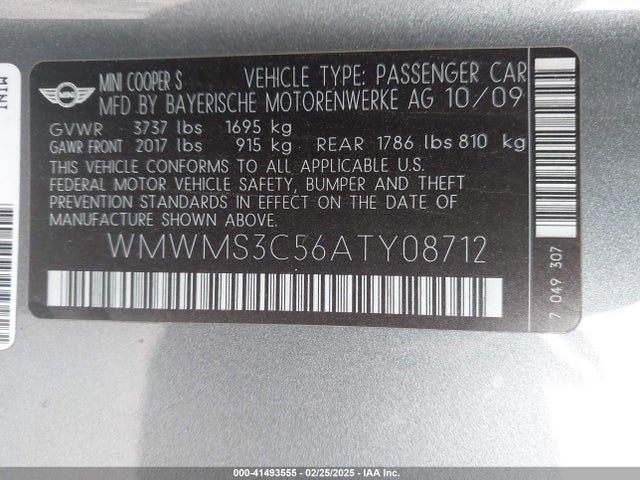 MINI
MINI COOPER S VEHICLE TYPE: PASSENGER CAR
MFD BY BAYERISCHE MOTORENWERKE AG 10/09
GVWR 3737 lbs 1695 kg
GAWR FRONT 2017 lbs 915 kg REAR 1786 lbs 810 kg
THIS VEHICLE CONFORMS TO ALL APPLICABLE U.S.
FEDERAL MOTOR VEHICLE SAFETY, BUMPER AND THEFT
PREVENTION STANDARDS IN EFFECT ON THE DATE OF
MANUFACTURE SHOWN ABOVE.
WMWMS3C56ATY08712
7 049 307
MINI
000-41493555 - 02/25/2025 - IAA Inc.